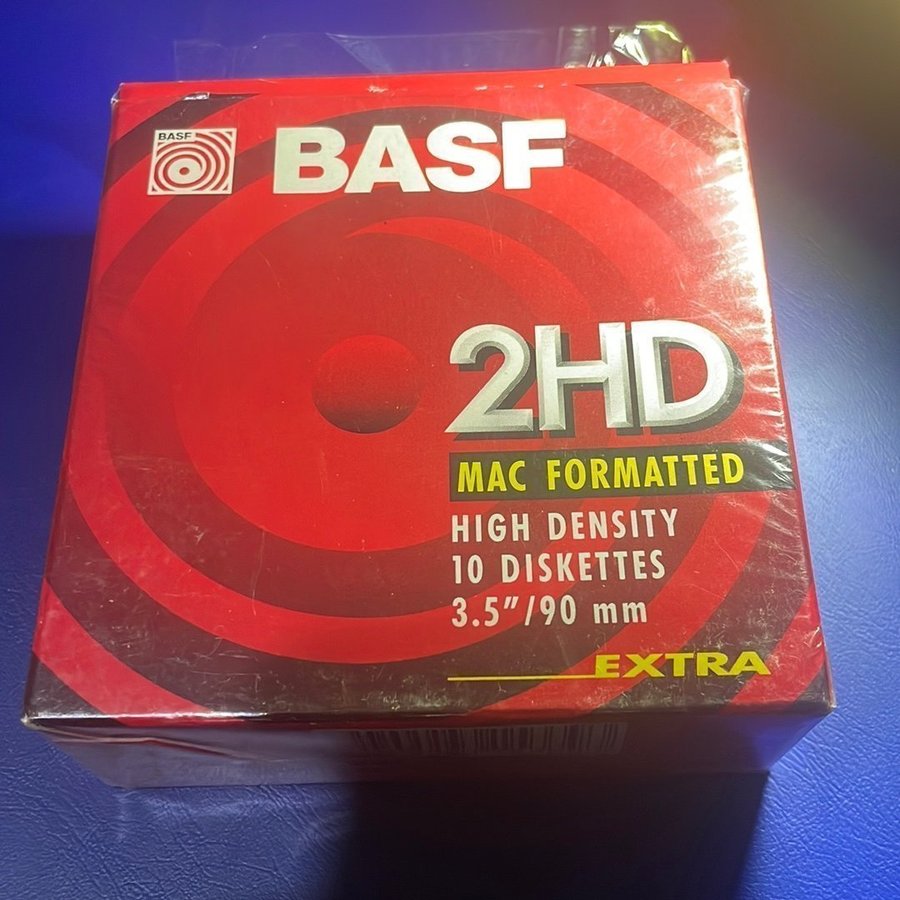 BASF
BASF
2HD
MAC FORMATTED
HIGH DENSITY
10 DISKETTES
3.5"/90 mm
EXTRA